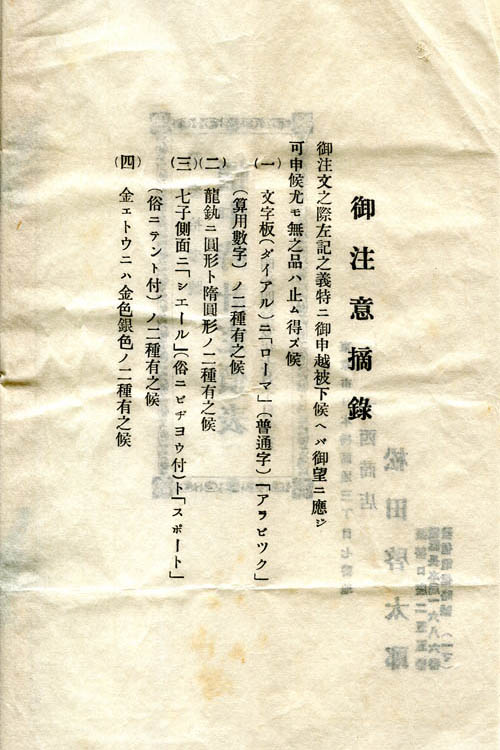 御注意摘錄
御注文之際左記之義特ニ御申越被下候ヘバ御望ニ應ジ
可申候尤モ無之品ハ止ム得ズ候
(一) 文字板(ダイアル)ニ「ローマ」(普通字)「アラビツク」
(算用數字)ノ二種有之候
(二) 龍釻ニ圓形ト隋圓形ノ二種有之候
(三) 七子側面ニ「シエール」(俗ニビヂヨウ付)ト「スポート」
(俗ニテント付)ノ二種有之候
(四) 金エトウニハ金色銀色ノ二種有之候
西商店
松田啓太郎